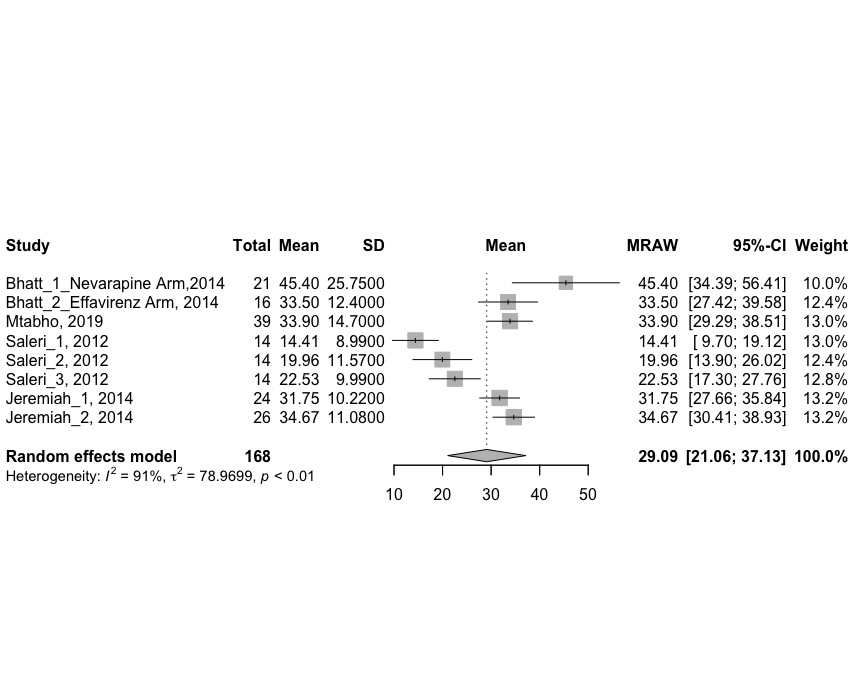 Study Total Mean SD Mean MRAW 95%-CI Weight
Bhatt_1_Nevarapine Arm,2014 21 45.40 25.7500 45.40 [34.39; 56.41] 10.0%
Bhatt_2_Effavirenz Arm, 2014 16 33.50 12.4000 33.50 [27.42; 39.58] 12.4%
Mtabho, 2019 39 33.90 14.7000 33.90 [29.29; 38.51] 13.0%
Saleri_1, 2012 14 14.41 8.9900 14.41 [ 9.70; 19.12] 13.0%
Saleri_2, 2012 14 19.96 11.5700 19.96 [13.90; 26.02] 12.4%
Saleri_3, 2012 14 22.53 9.9900 22.53 [17.30; 27.76] 12.8%
Jeremiah_1, 2014 24 31.75 10.2200 31.75 [27.66; 35.84] 13.2%
Jeremiah_2, 2014 26 34.67 11.0800 34.67 [30.41; 38.93] 13.2%
Random effects model 168 29.09 [21.06; 37.13] 100.0%
Heterogeneity: I² = 91%, τ² = 78.9699, p < 0.01
10 20 30 40 50